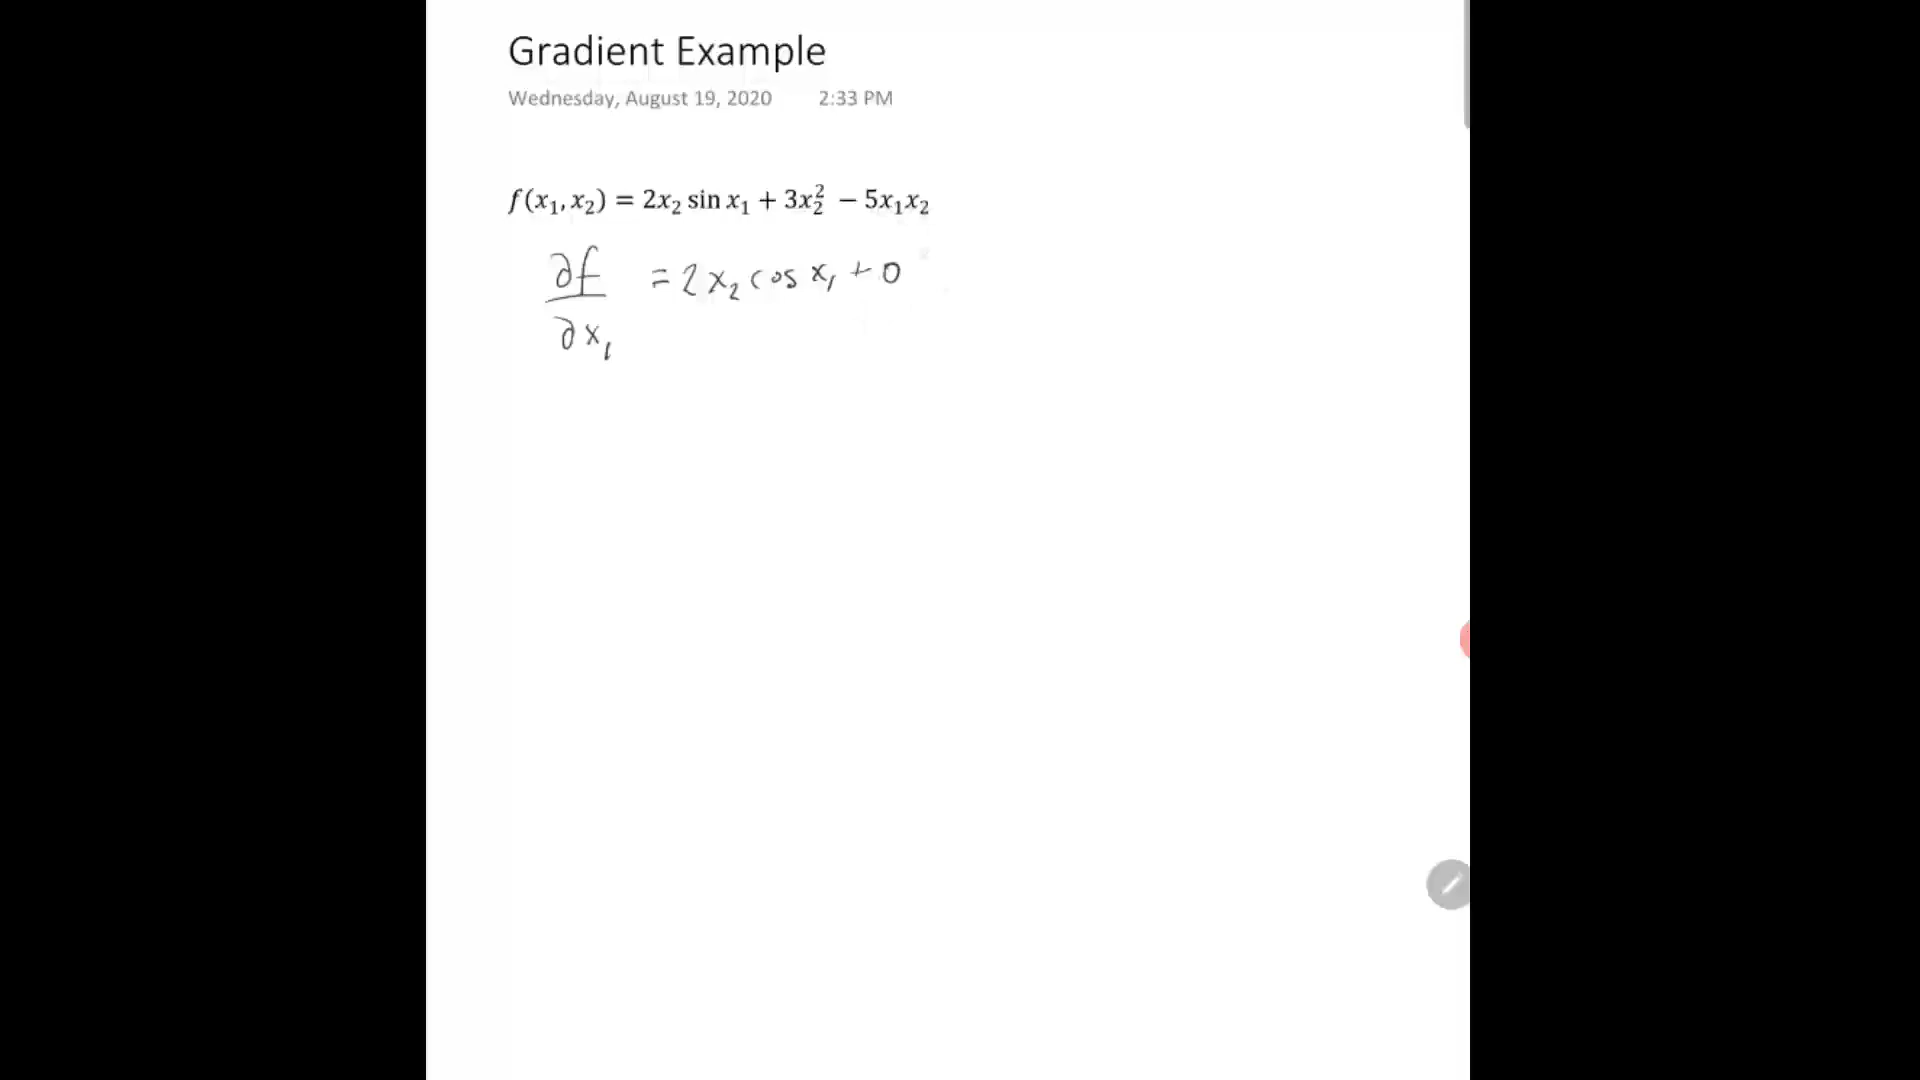 Gradient Example
Wednesday, August 19, 2020 2:33 PM
f(x₁, x₂) = 2x₂ sin x₁ + 3x₂² − 5x₁x₂
∂f/∂x₁ = 2x₂ cos x₁ + 0